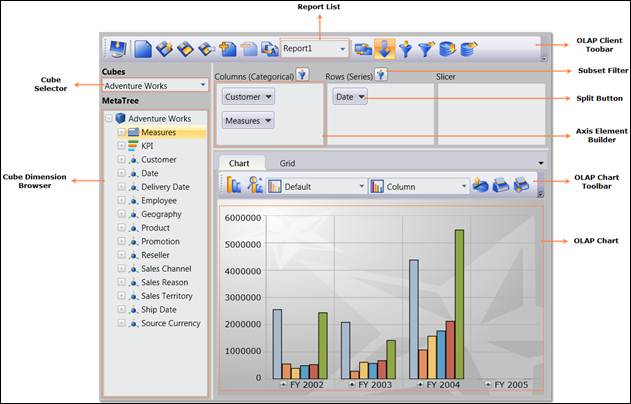 Report List
Report1
OLAP Client
Toobar
Cubes
Cube
Selector
Adventure Works
Columns (Categorical)
Rows (Series)
Slicer
Subset Filter
MetaTree
Customer
Date
Split Button
Measures
Axis Element
Builder
Adventure Works
Measures
KPI
Customer
Date
Delivery Date
Employee
Geography
Product
Promotion
Reseller
Sales Channel
Sales Reason
Sales Territory
Ship Date
Source Currency
Cube Dimension
Browser
Chart
Grid
Default
Column
OLAP Chart
Toolbar
6000000
5000000
4000000
3000000
2000000
1000000
0
OLAP Chart
FY 2002
FY 2003
FY 2004
FY 2005